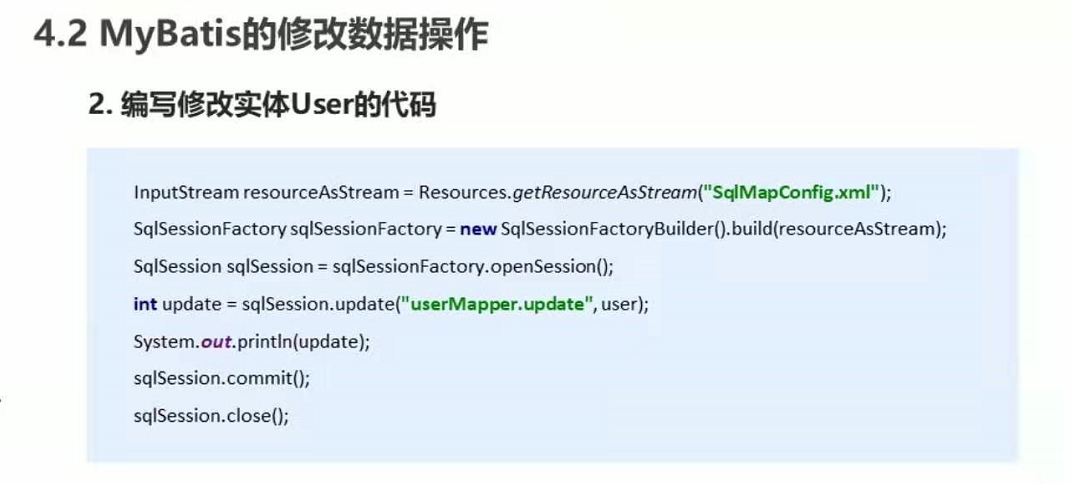 4.2 MyBatis的修改数据操作
2. 编写修改实体User的代码
InputStream resourceAsStream = Resources.getResourceAsStream("SqlMapConfig.xml");
SqlSessionFactory sqlSessionFactory = new SqlSessionFactoryBuilder().build(resourceAsStream);
SqlSession sqlSession = sqlSessionFactory.openSession();
int update = sqlSession.update("userMapper.update", user);
System.out.println(update);
sqlSession.commit();
sqlSession.close();